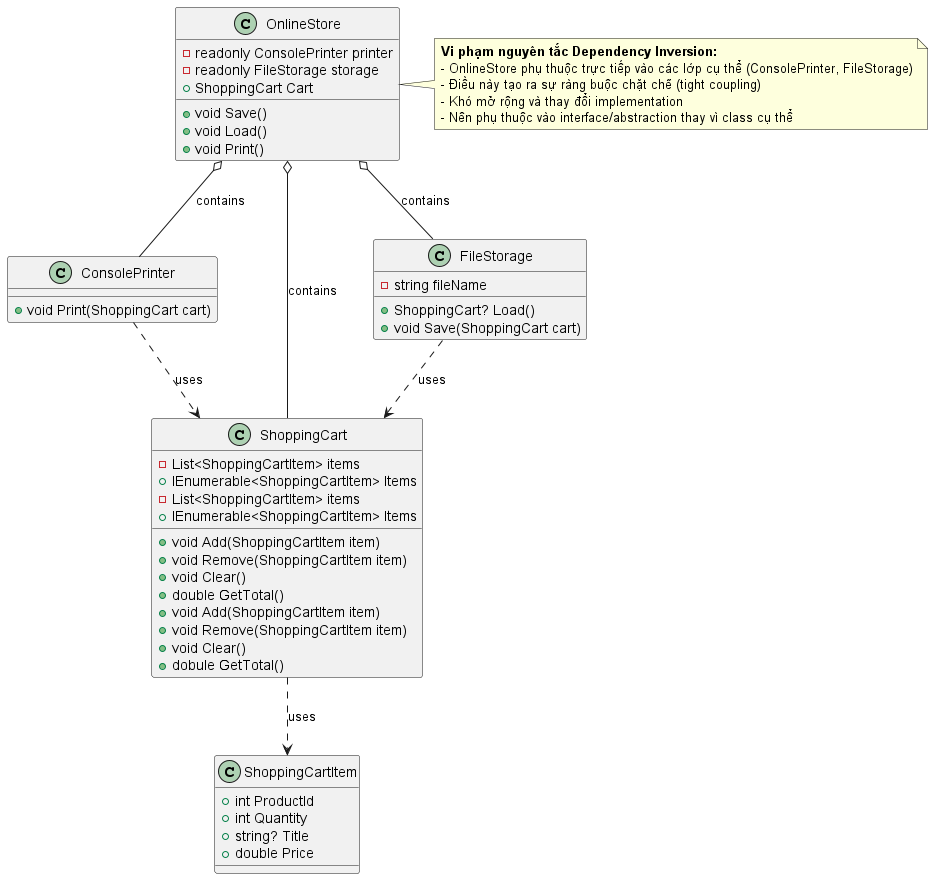 OnlineStore
readonly ConsolePrinter printer
readonly FileStorage storage
ShoppingCart Cart
void Save()
void Load()
void Print()
Vi phạm nguyên tắc Dependency Inversion:
- OnlineStore phụ thuộc trực tiếp vào các lớp cụ thể (ConsolePrinter, FileStorage)
- Điều này tạo ra sự ràng buộc chặt chẽ (tight coupling)
- Khó mở rộng và thay đổi implementation
- Nên phụ thuộc vào interface/abstraction thay vì class cụ thể
contains
contains
contains
ConsolePrinter
void Print(ShoppingCart cart)
FileStorage
string fileName
ShoppingCart? Load()
void Save(ShoppingCart cart)
uses
uses
ShoppingCart
List<ShoppingCartItem> items
IEnumerable<ShoppingCartItem> Items
List<ShoppingCartItem> items
IEnumerable<ShoppingCartItem> Items
void Add(ShoppingCartItem item)
void Remove(ShoppingCartItem item)
void Clear()
double GetTotal()
void Add(ShoppingCartItem item)
void Remove(ShoppingCartItem item)
void Clear()
dobule GetTotal()
uses
ShoppingCartItem
int ProductId
int Quantity
string? Title
double Price